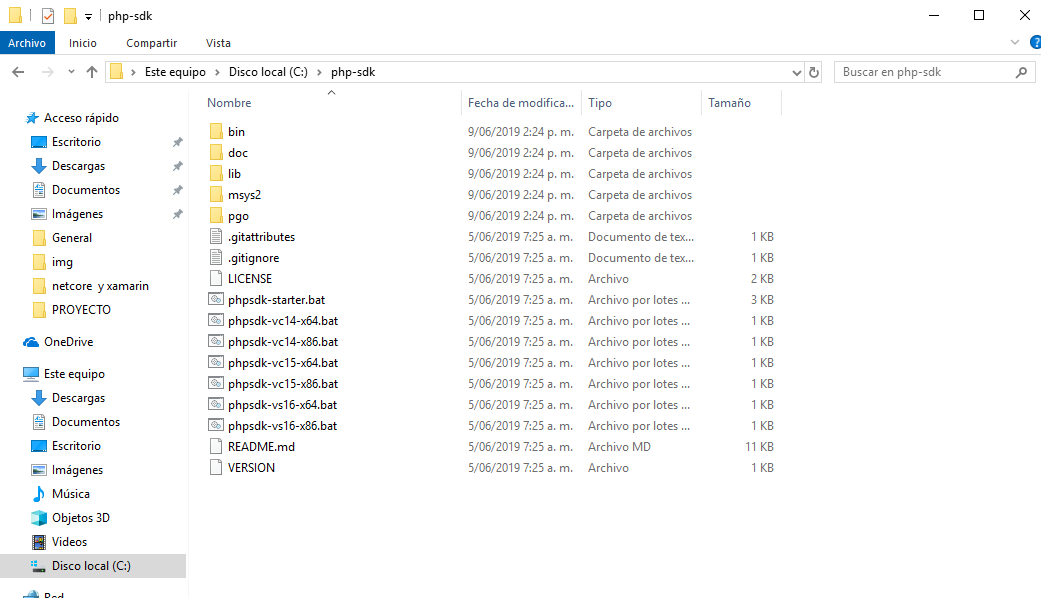 php-sdk
Archivo Inicio Compartir Vista
Este equipo Disco local (C:) php-sdk Buscar en php-sdk
Nombre Fecha de modifica... Tipo Tamaño
Acceso rápido
Escritorio
Descargas
Documentos
Imágenes
General
img
netcore y xamarin
PROYECTO
OneDrive
Este equipo
Descargas
Documentos
Escritorio
Imágenes
Música
Objetos 3D
Videos
Disco local (C:)
Red
bin 9/06/2019 2:24 p. m. Carpeta de archivos
doc 9/06/2019 2:24 p. m. Carpeta de archivos
lib 9/06/2019 2:24 p. m. Carpeta de archivos
msys2 9/06/2019 2:24 p. m. Carpeta de archivos
pgo 9/06/2019 2:24 p. m. Carpeta de archivos
.gitattributes 5/06/2019 7:25 a. m. Documento de tex... 1 KB
.gitignore 5/06/2019 7:25 a. m. Documento de tex... 1 KB
LICENSE 5/06/2019 7:25 a. m. Archivo 2 KB
phpsdk-starter.bat 5/06/2019 7:25 a. m. Archivo por lotes ... 3 KB
phpsdk-vc14-x64.bat 5/06/2019 7:25 a. m. Archivo por lotes ... 1 KB
phpsdk-vc14-x86.bat 5/06/2019 7:25 a. m. Archivo por lotes ... 1 KB
phpsdk-vc15-x64.bat 5/06/2019 7:25 a. m. Archivo por lotes ... 1 KB
phpsdk-vc15-x86.bat 5/06/2019 7:25 a. m. Archivo por lotes ... 1 KB
phpsdk-vs16-x64.bat 5/06/2019 7:25 a. m. Archivo por lotes ... 1 KB
phpsdk-vs16-x86.bat 5/06/2019 7:25 a. m. Archivo por lotes ... 1 KB
README.md 5/06/2019 7:25 a. m. Archivo MD 11 KB
VERSION 5/06/2019 7:25 a. m. Archivo 1 KB